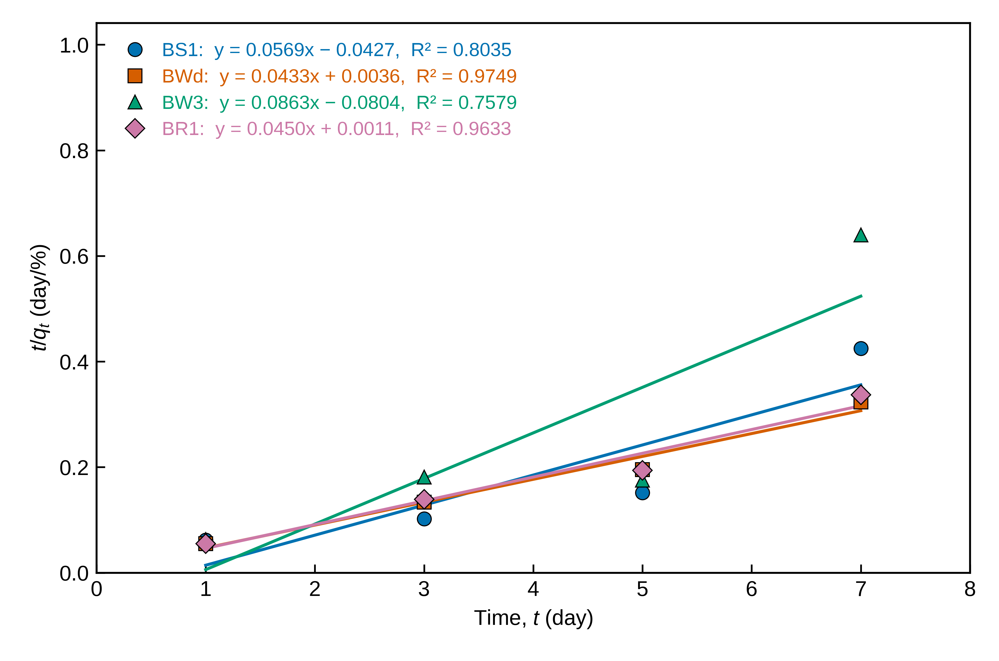 BS1: y = 0.0569x − 0.0427, R² = 0.8035
BWd: y = 0.0433x + 0.0036, R² = 0.9749
BW3: y = 0.0863x − 0.0804, R² = 0.7579
BR1: y = 0.0450x + 0.0011, R² = 0.9633
1.0
0.8
0.6
0.4
0.2
0.0
t/qₜ (day/%)
0 1 2 3 4 5 6 7 8
Time, t (day)